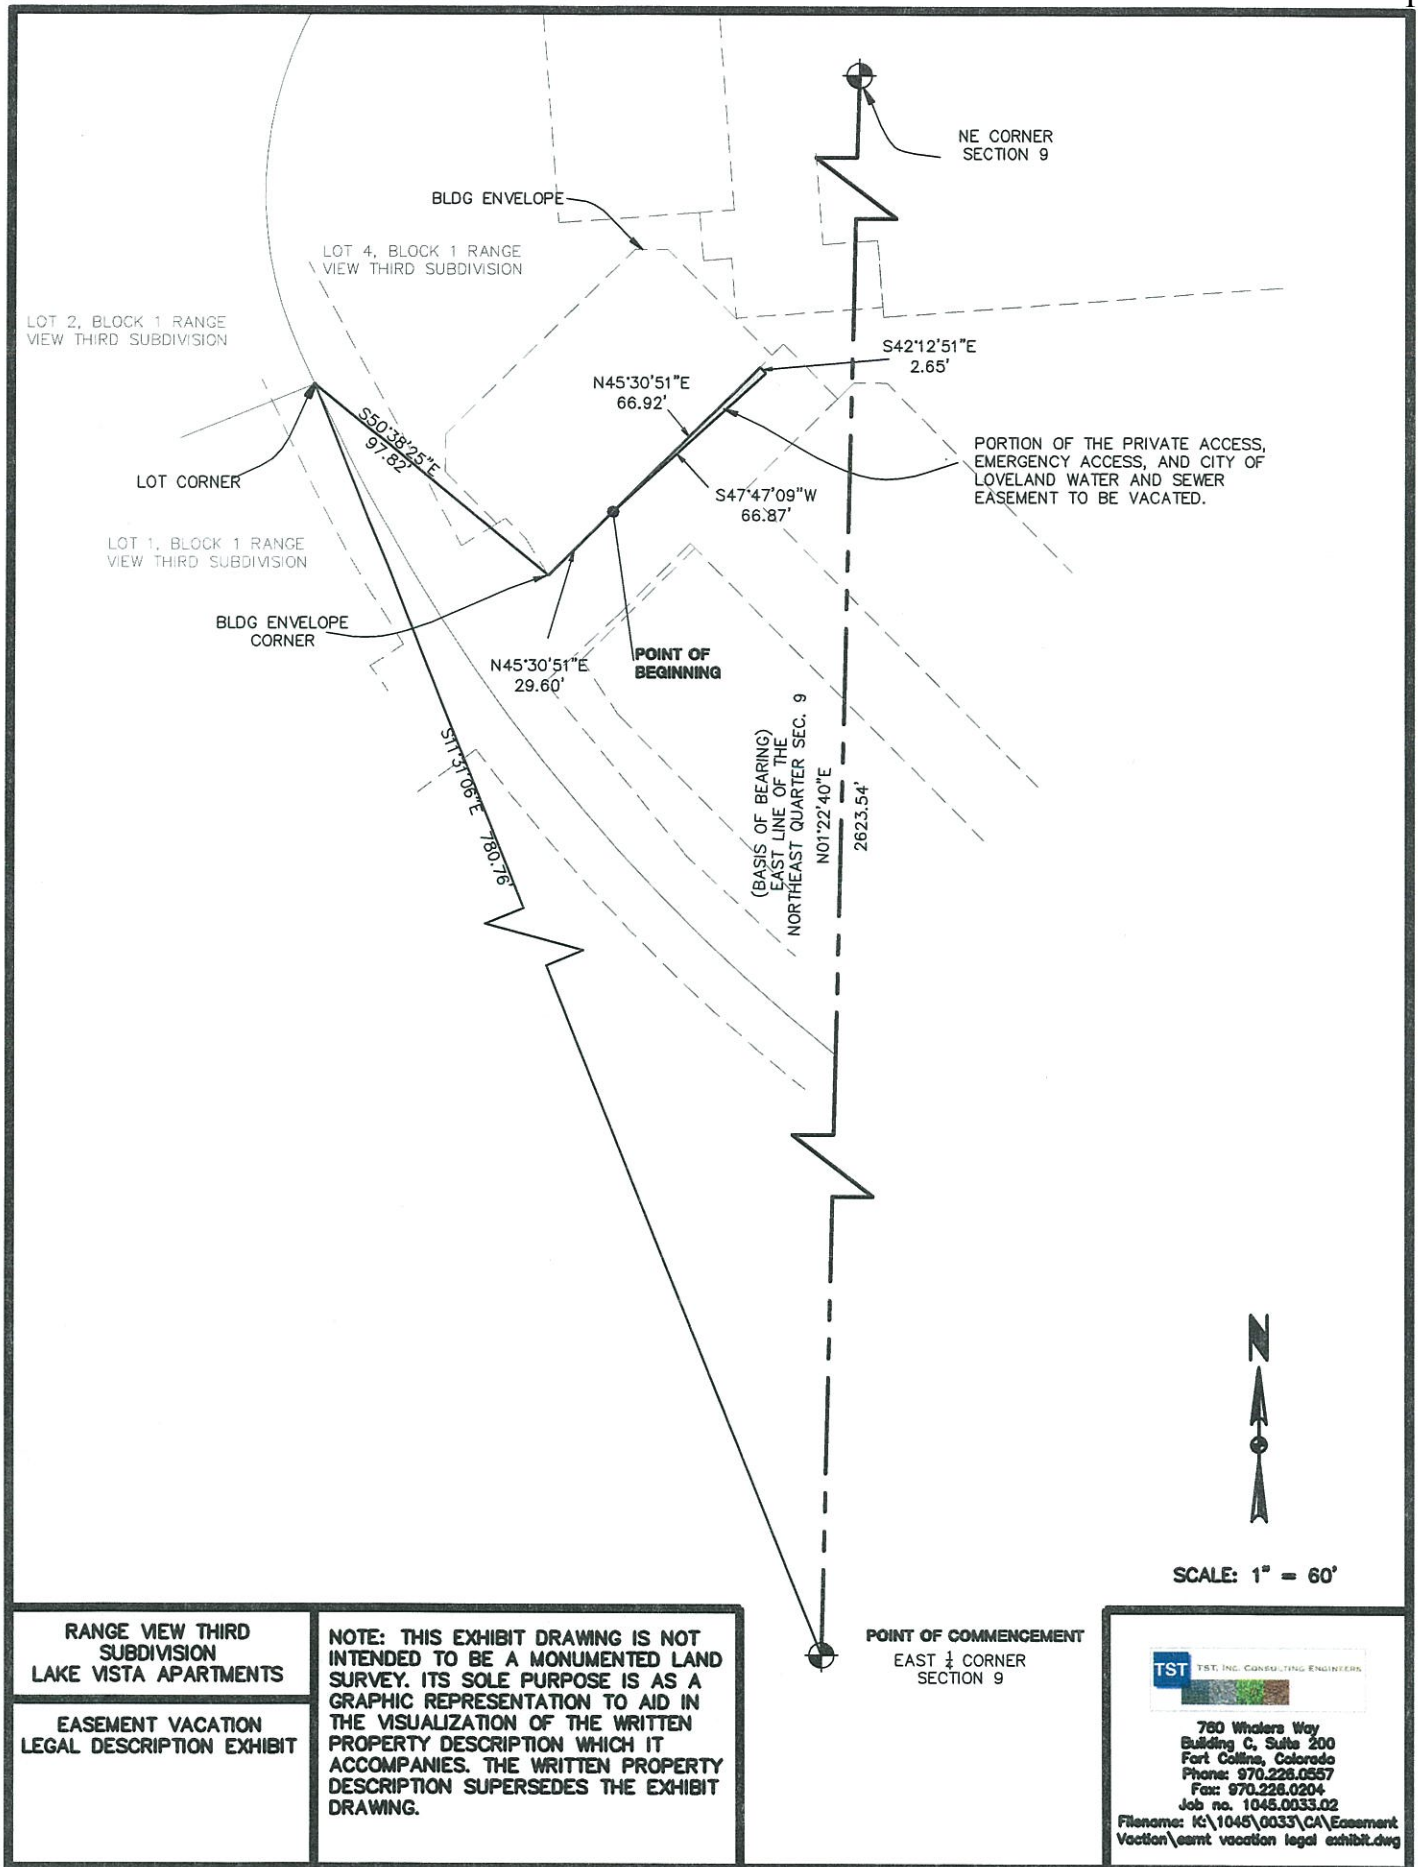 NE CORNER
SECTION 9
BLDG ENVELOPE
LOT 4, BLOCK 1 RANGE
VIEW THIRD SUBDIVISION
LOT 2, BLOCK 1 RANGE
VIEW THIRD SUBDIVISION
S42°12'51"E
2.65'
N45°30'51"E
66.92'
S50°38'25"E
97.82'
LOT CORNER
PORTION OF THE PRIVATE ACCESS,
EMERGENCY ACCESS, AND CITY OF
LOVELAND WATER AND SEWER
EASEMENT TO BE VACATED.
S47°47'09"W
66.87'
LOT 1, BLOCK 1 RANGE
VIEW THIRD SUBDIVISION
BLDG ENVELOPE
CORNER
N45°30'51"E
29.60'
POINT OF
BEGINNING
(BASIS OF BEARING)
EAST LINE OF THE
NORTHEAST QUARTER SEC. 9
N01°22'40"E
2623.54'
S11°31'06"E 780.76'
N
SCALE: 1" = 60'
POINT OF COMMENCEMENT
EAST 1/4 CORNER
SECTION 9
RANGE VIEW THIRD
SUBDIVISION
LAKE VISTA APARTMENTS
EASEMENT VACATION
LEGAL DESCRIPTION EXHIBIT
NOTE: THIS EXHIBIT DRAWING IS NOT
INTENDED TO BE A MONUMENTED LAND
SURVEY. ITS SOLE PURPOSE IS AS A
GRAPHIC REPRESENTATION TO AID IN
THE VISUALIZATION OF THE WRITTEN
PROPERTY DESCRIPTION WHICH IT
ACCOMPANIES. THE WRITTEN PROPERTY
DESCRIPTION SUPERSEDES THE EXHIBIT
DRAWING.
TST TST, INC. CONSULTING ENGINEERS
760 Whalers Way
Building C, Suite 200
Fort Collins, Colorado
Phone: 970.226.0557
Fax: 970.226.0204
Job no. 1045.0033.02
Filename: K:\1045\0033\CA\Easement
Vaction\esmt vacation legal exhibit.dwg